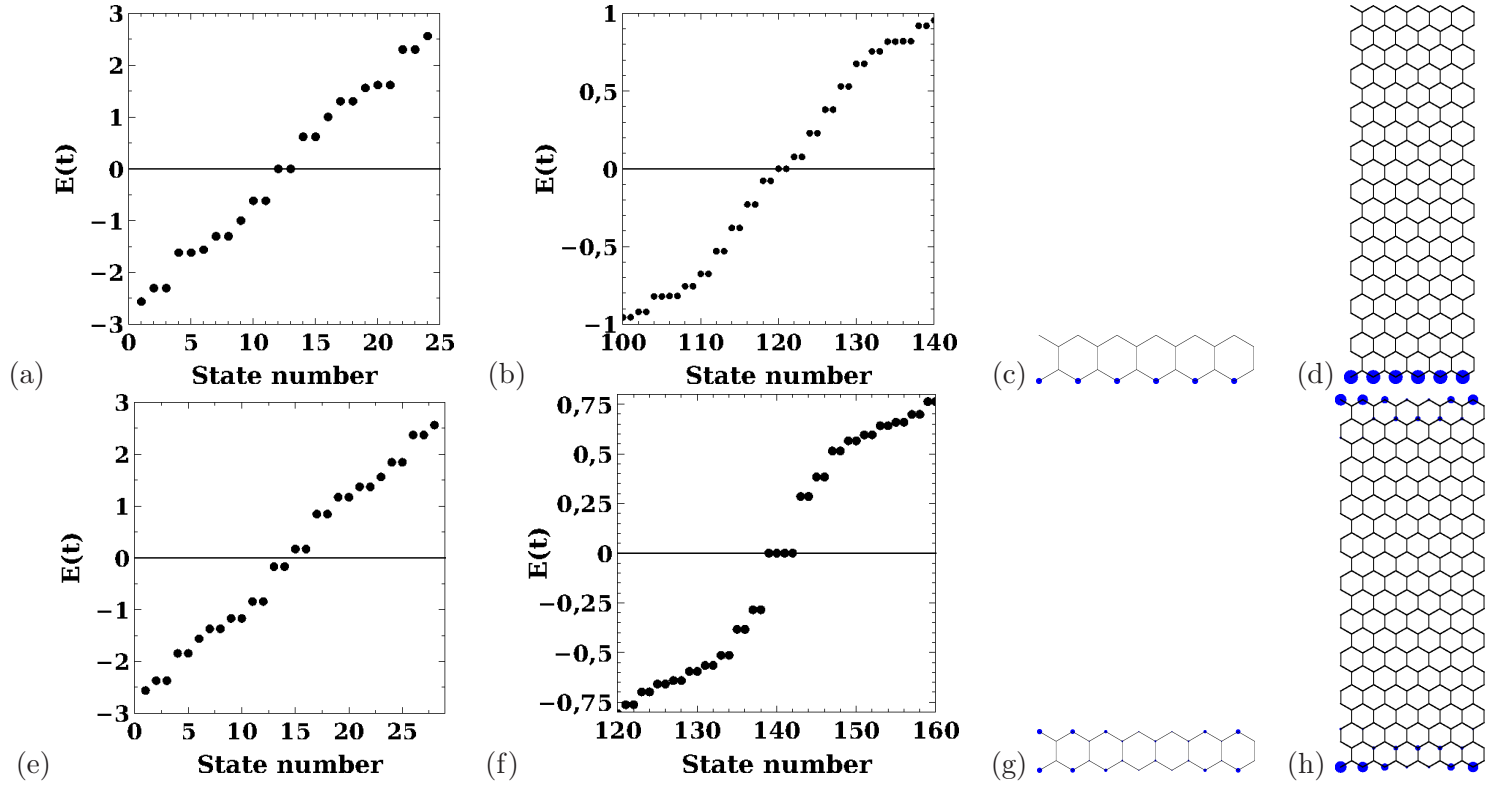 3
2
1
0
−1
−2
−3
E(t)
0 5 10 15 20 25
State number
(a)
1
0,5
0
−0,5
−1
E(t)
100 110 120 130 140
State number
(b)
(c)
(d)
3
2
1
0
−1
−2
−3
E(t)
0 5 10 15 20 25
State number
(e)
0,75
0,5
0,25
0
−0,25
−0,5
−0,75
E(t)
120 130 140 150 160
State number
(f)
(g)
(h)